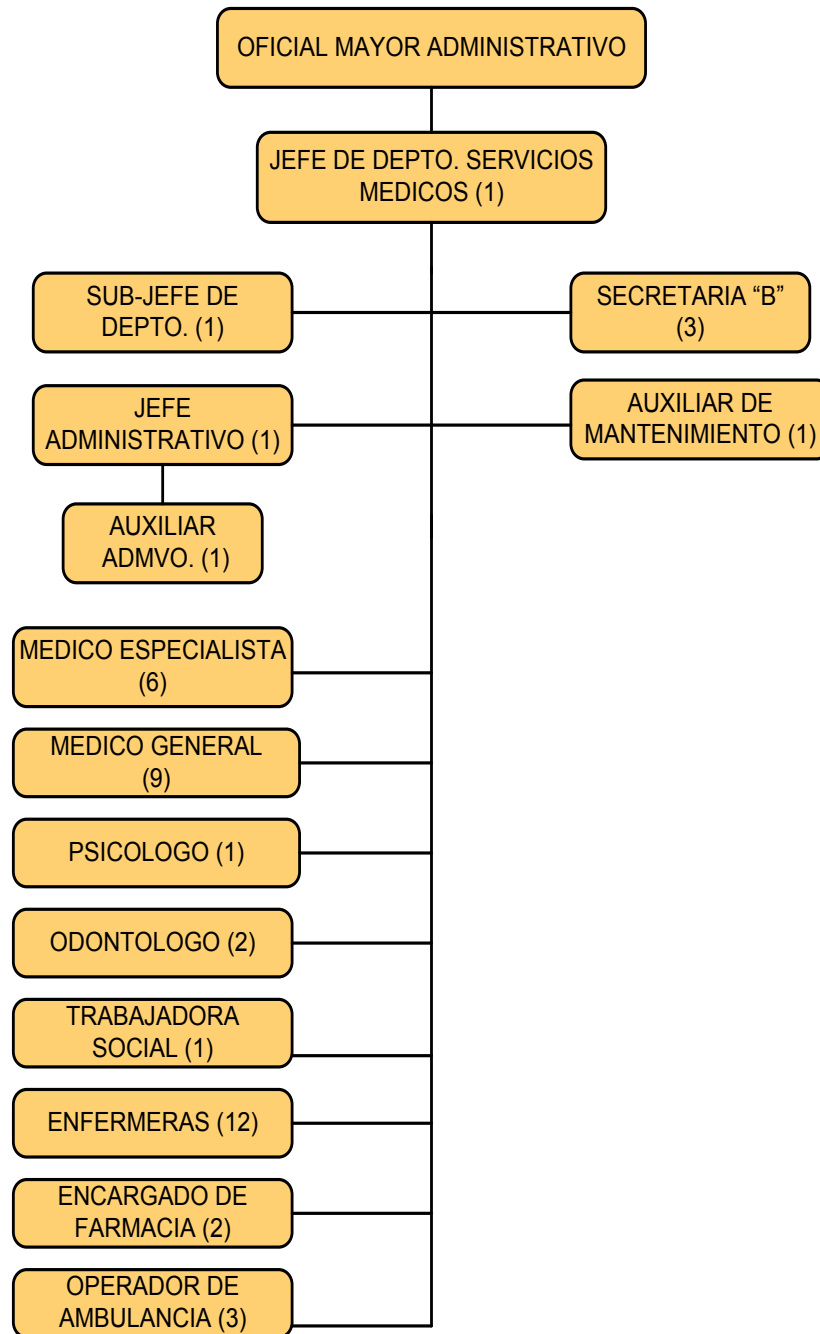 OFICIAL MAYOR ADMINISTRATIVO
JEFE DE DEPTO. SERVICIOS
MEDICOS (1)
SUB-JEFE DE
DEPTO. (1)
SECRETARIA “B”
(3)
JEFE
ADMINISTRATIVO (1)
AUXILIAR DE
MANTENIMIENTO (1)
AUXILIAR
ADMVO. (1)
MEDICO ESPECIALISTA
(6)
MEDICO GENERAL
(9)
PSICOLOGO (1)
ODONTOLOGO (2)
TRABAJADORA
SOCIAL (1)
ENFERMERAS (12)
ENCARGADO DE
FARMACIA (2)
OPERADOR DE
AMBULANCIA (3)